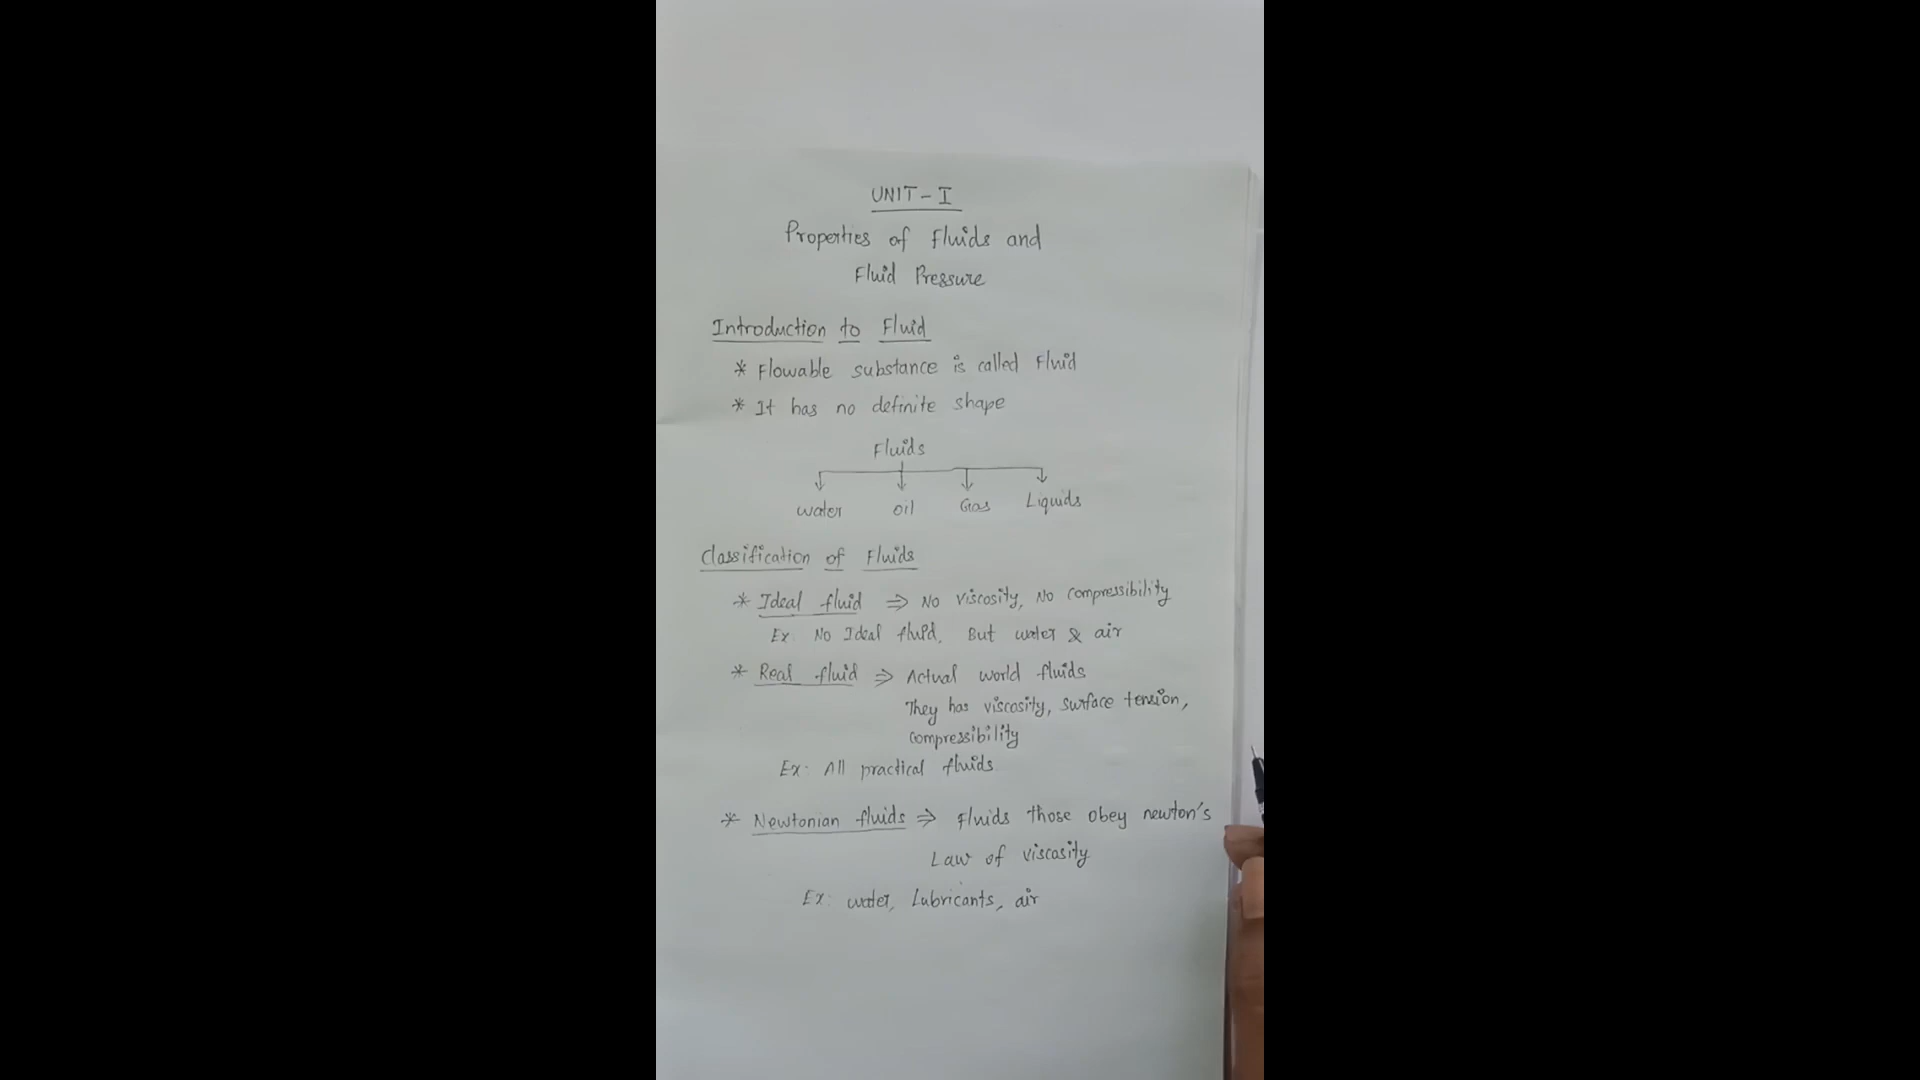 UNIT - I
Properties of Fluids and
Fluid Pressure
Introduction to Fluid
* Flowable substance is called Fluid
* It has no definite shape
Fluids
water oil Gas Liquids
Classification of Fluids
* Ideal fluid ⇒ No viscosity, No compressibility
Ex: No Ideal fluid. But water & air
* Real fluid ⇒ Actual world fluids
They has viscosity, surface tension,
compressibility
Ex: All practical fluids
* Newtonian fluids ⇒ Fluids those obey newton's
Law of viscosity
Ex: water, Lubricants, air